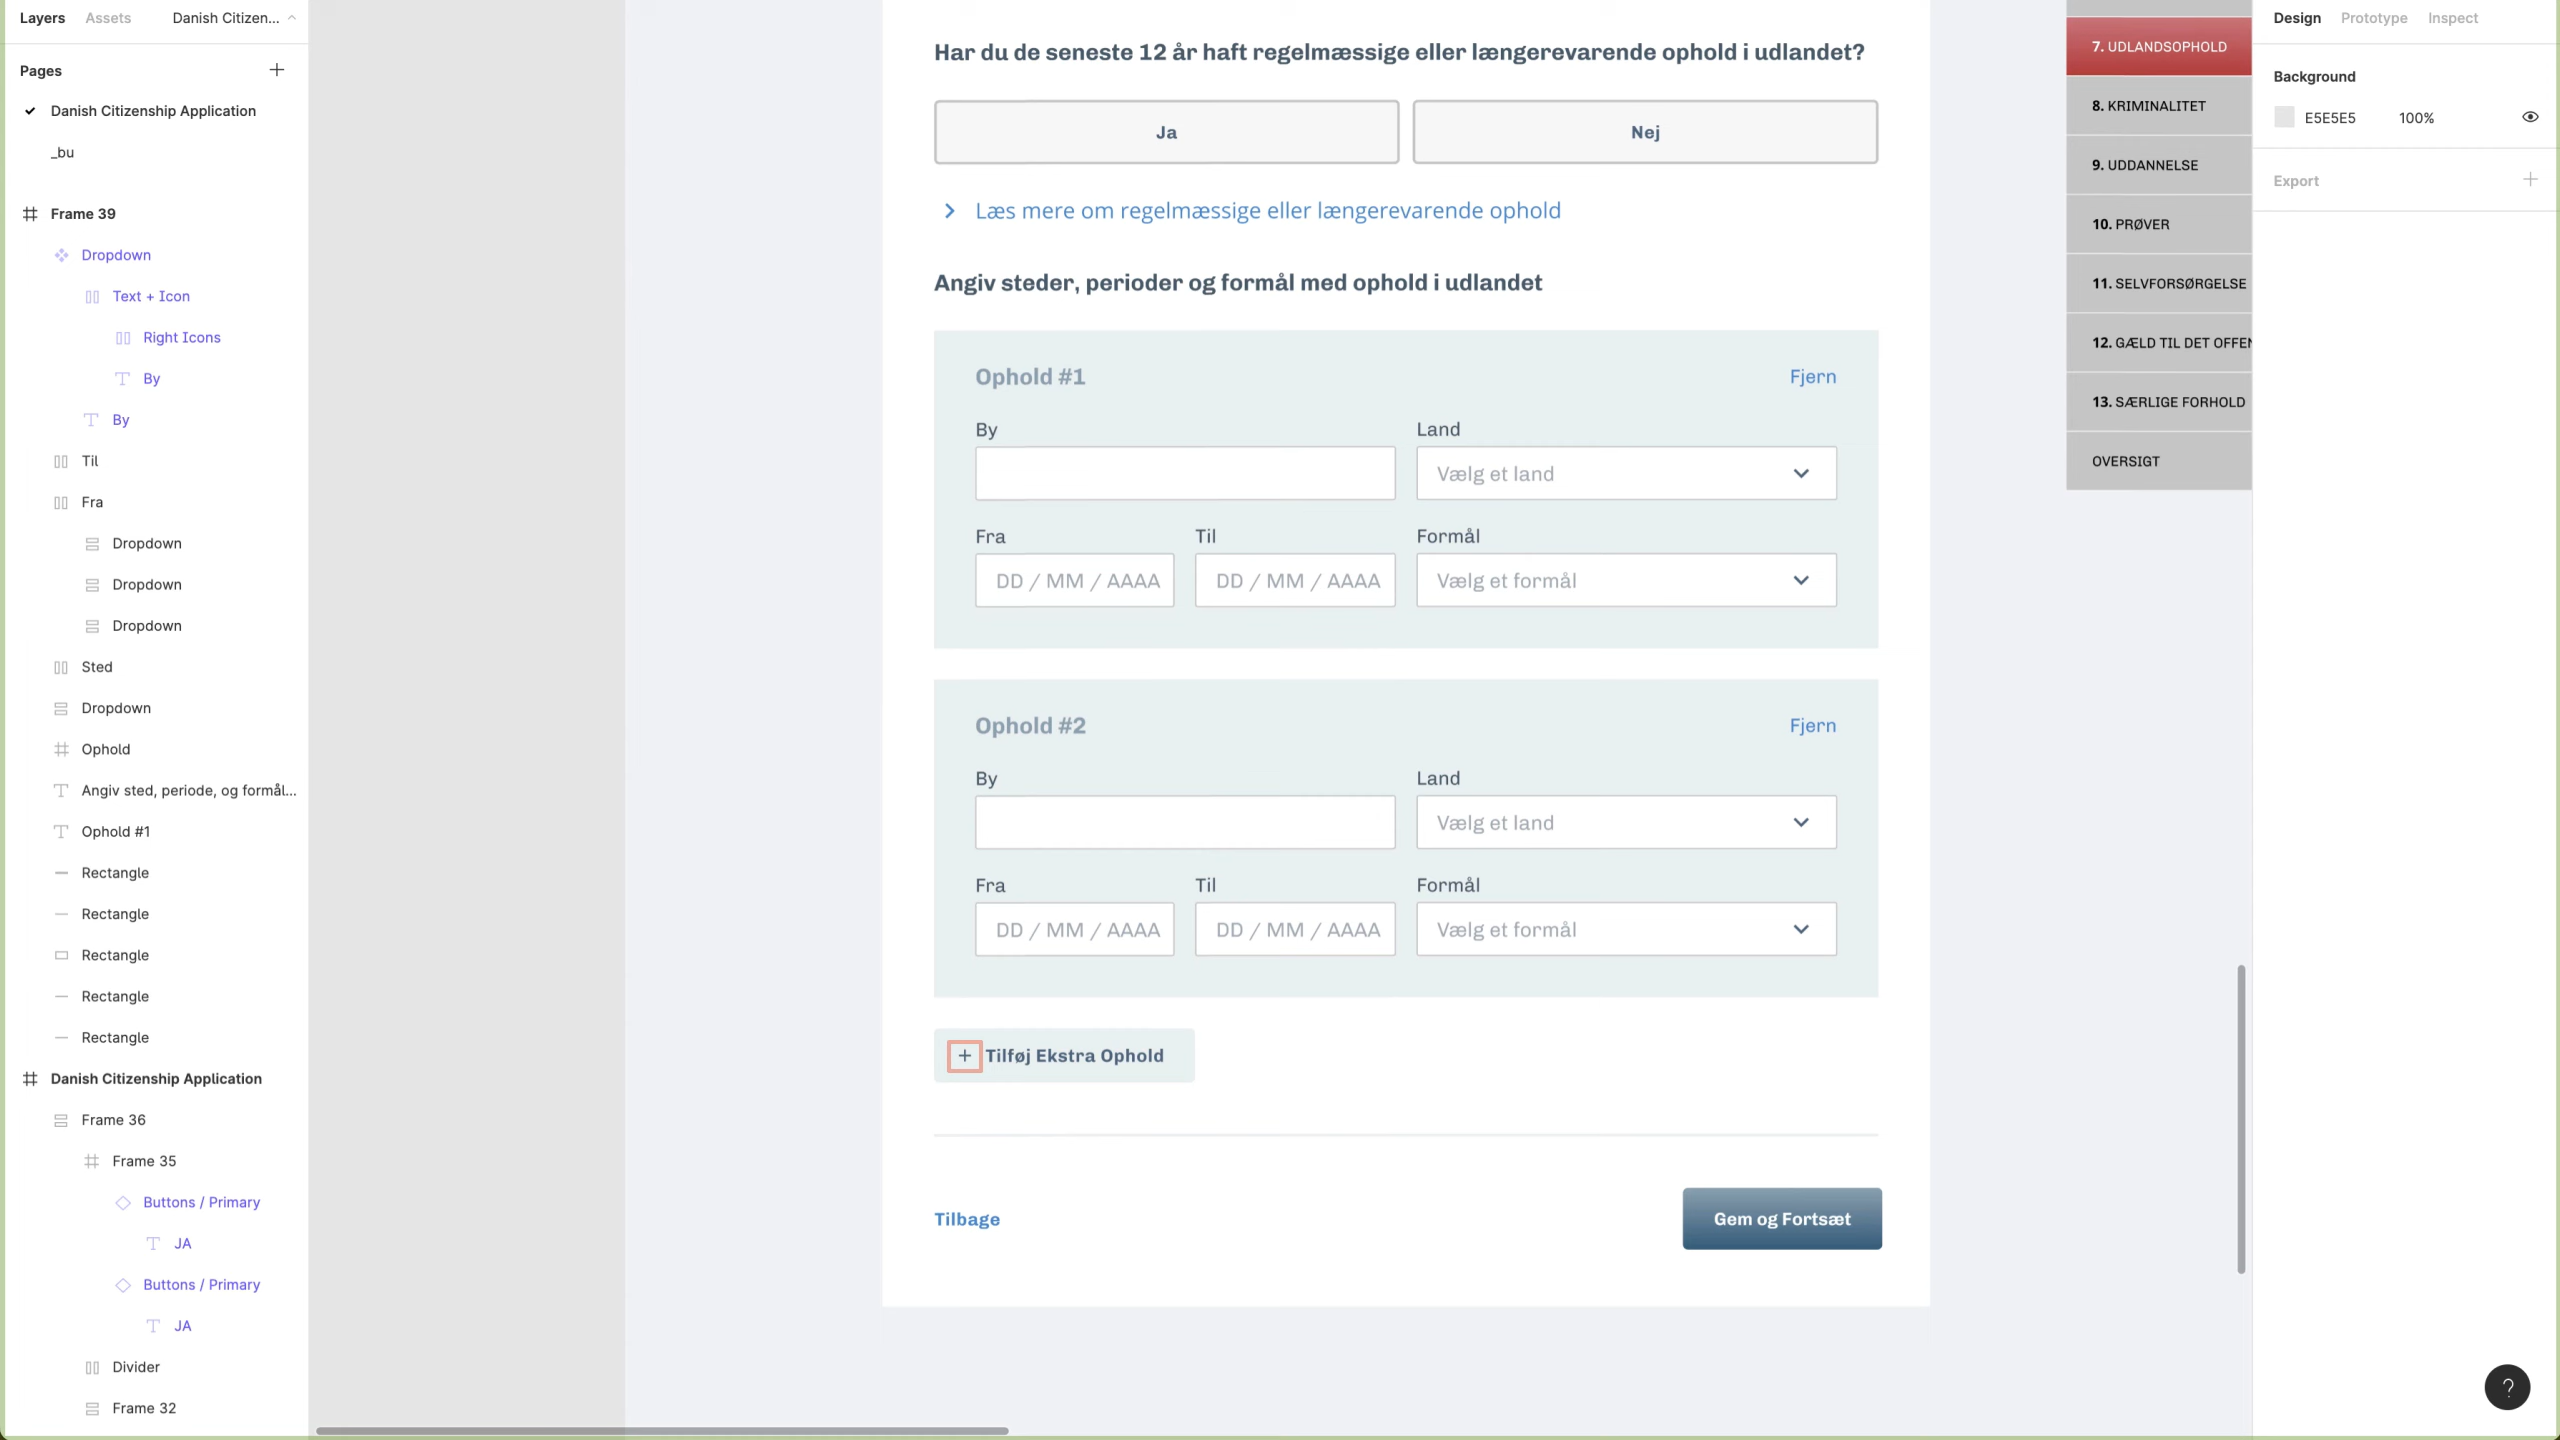 Layers Assets Danish Citizen...
Pages
Danish Citizenship Application
_bu
Frame 39
Dropdown
Text + Icon
Right Icons
By
By
Til
Fra
Dropdown
Dropdown
Dropdown
Sted
Dropdown
Ophold
Angiv sted, periode, og formål...
Ophold #1
Rectangle
Rectangle
Rectangle
Rectangle
Rectangle
Danish Citizenship Application
Frame 36
Frame 35
Buttons / Primary
JA
Buttons / Primary
JA
Divider
Frame 32
Har du de seneste 12 år haft regelmæssige eller længerevarende ophold i udlandet?
Ja Nej
Læs mere om regelmæssige eller længerevarende ophold
Angiv steder, perioder og formål med ophold i udlandet
Ophold #1 Fjern
By Land
Vælg et land
Fra Til Formål
DD / MM / AAAA DD / MM / AAAA Vælg et formål
Ophold #2 Fjern
By Land
Vælg et land
Fra Til Formål
DD / MM / AAAA DD / MM / AAAA Vælg et formål
+ Tilføj Ekstra Ophold
Tilbage Gem og Fortsæt
7. UDLANDSOPHOLD
8. KRIMINALITET
9. UDDANNELSE
10. PRØVER
11. SELVFORSØRGELSE
12. GÆLD TIL DET OFFEN
13. SÆRLIGE FORHOLD
OVERSIGT
Design Prototype Inspect
Background
E5E5E5 100%
Export
?